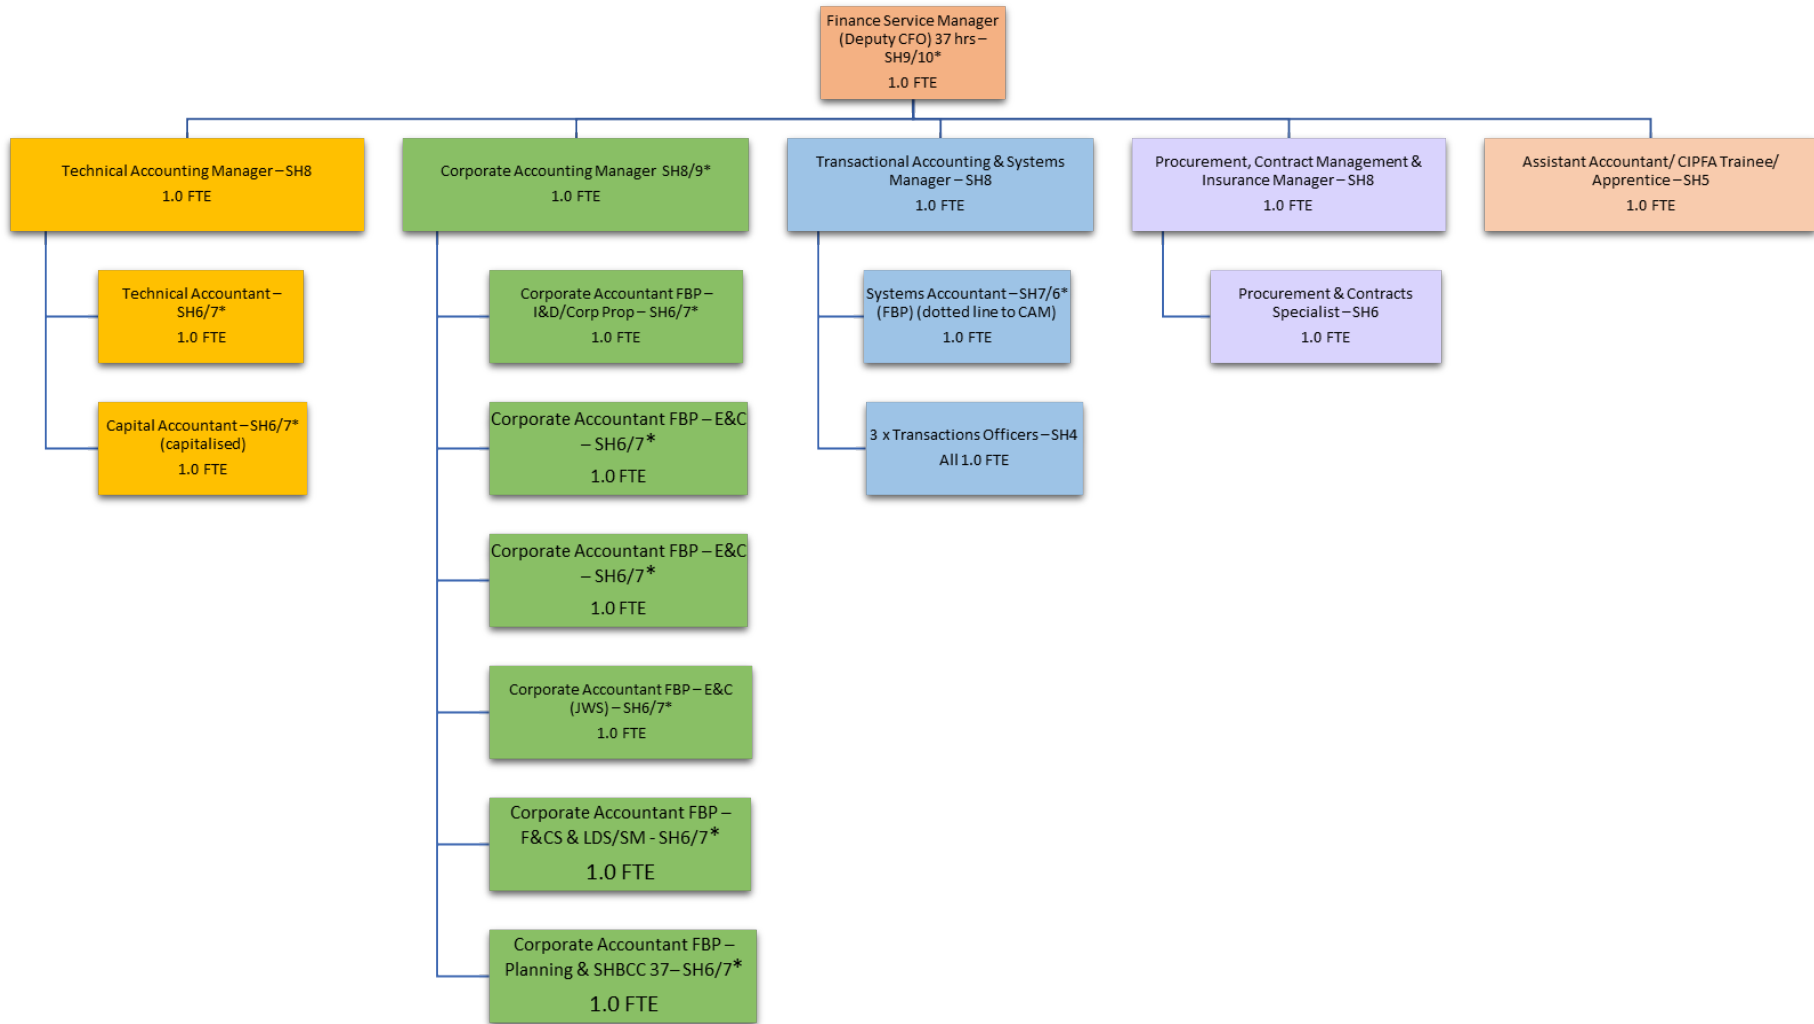 Finance Service Manager
(Deputy CFO) 37 hrs –
SH9/10*
1.0 FTE
Technical Accounting Manager – SH8
1.0 FTE
Corporate Accounting Manager SH8/9*
1.0 FTE
Transactional Accounting & Systems
Manager – SH8
1.0 FTE
Procurement, Contract Management &
Insurance Manager – SH8
1.0 FTE
Assistant Accountant/ CIPFA Trainee/
Apprentice – SH5
1.0 FTE
Technical Accountant –
SH6/7*
1.0 FTE
Capital Accountant – SH6/7*
(capitalised)
1.0 FTE
Corporate Accountant FBP –
I&D/Corp Prop – SH6/7*
1.0 FTE
Corporate Accountant FBP – E&C
– SH6/7*
1.0 FTE
Corporate Accountant FBP – E&C
– SH6/7*
1.0 FTE
Corporate Accountant FBP – E&C
(JWS) – SH6/7*
1.0 FTE
Corporate Accountant FBP –
F&CS & LDS/SM - SH6/7*
1.0 FTE
Corporate Accountant FBP –
Planning & SHBCC 37– SH6/7*
1.0 FTE
Systems Accountant – SH7/6*
(FBP) (dotted line to CAM)
1.0 FTE
3 x Transactions Officers – SH4
All 1.0 FTE
Procurement & Contracts
Specialist – SH6
1.0 FTE